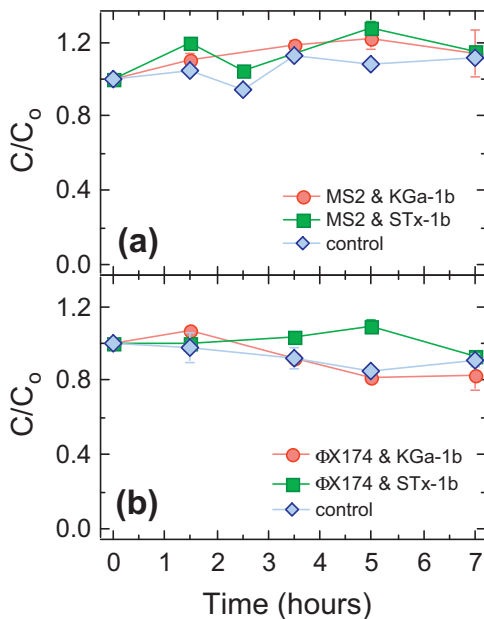 1.2
0.8
0.4
0.0
C/Co
MS2 & KGa-1b
MS2 & STx-1b
control
(a)
1.2
0.8
0.4
0.0
C/Co
ΦX174 & KGa-1b
ΦX174 & STx-1b
control
(b)
0 1 2 3 4 5 6 7
Time (hours)